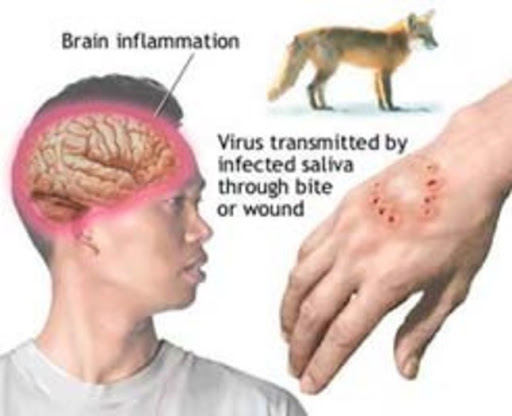 Brain inflammation
Virus transmitted by
infected saliva
through bite
or wound